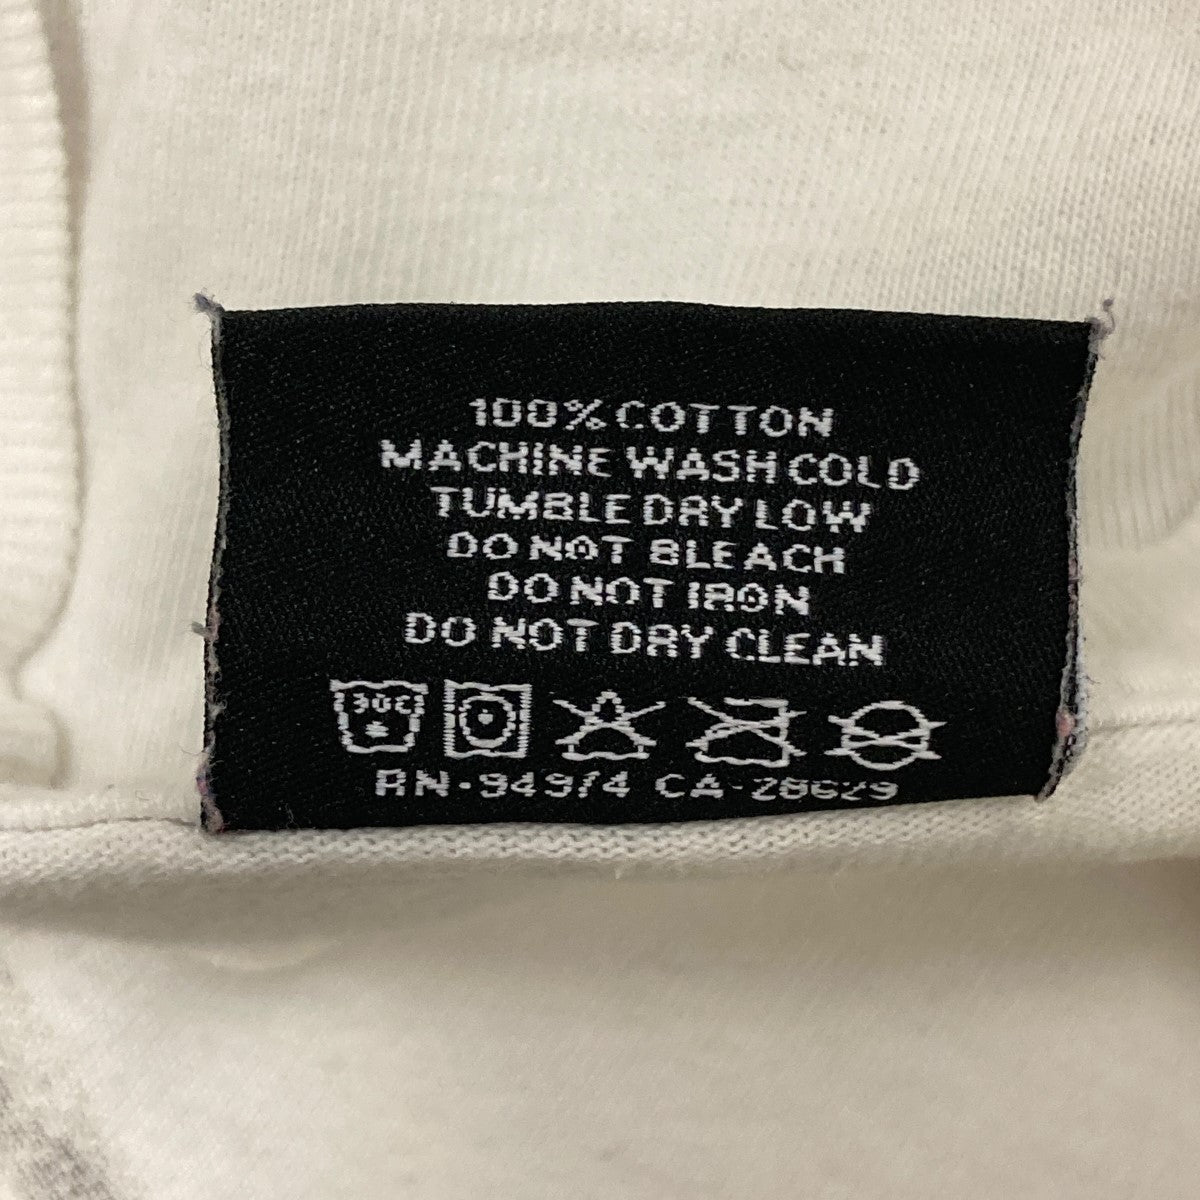 100% COTTON
MACHINE WASH COLD
TUMBLE DRY LOW
DO NOT BLEACH
DO NOT IRON
DO NOT DRY CLEAN
30C
RN-94974 CA-28629